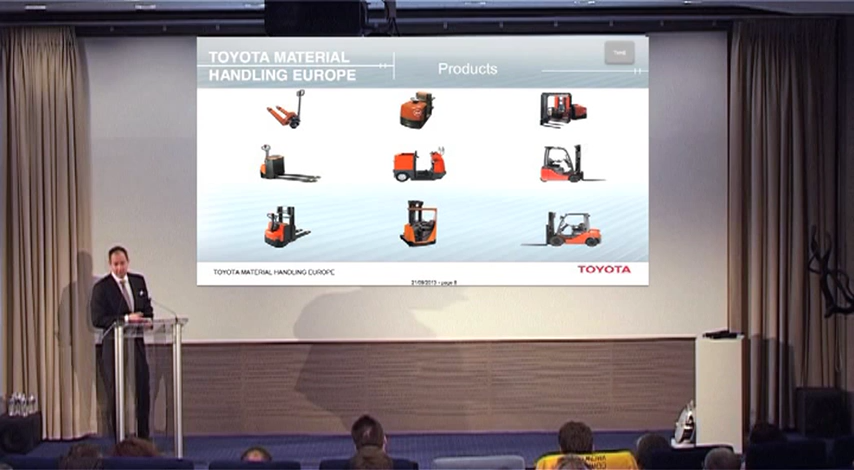 TOYOTA MATERIAL
HANDLING EUROPE
Products
TOYOTA MATERIAL HANDLING EUROPE
TOYOTA